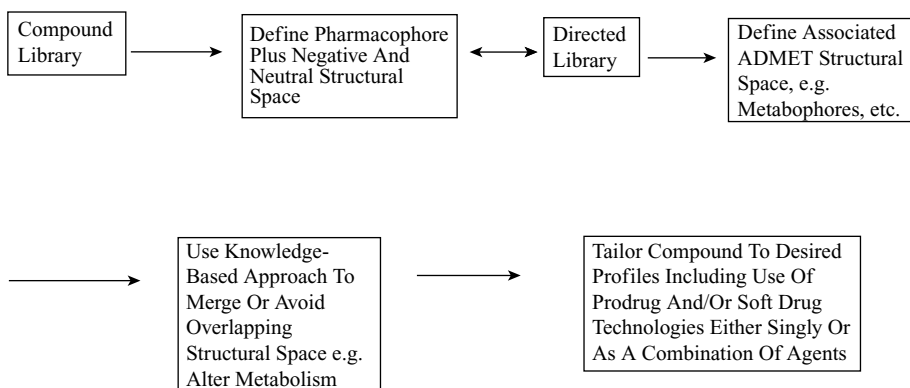 Compound
Library
Define Pharmacophore
Plus Negative And
Neutral Structural
Space
Directed
Library
Define Associated
ADMET Structural
Space, e.g.
Metabophores, etc.
Use Knowledge-
Based Approach To
Merge Or Avoid
Overlapping
Structural Space e.g.
Alter Metabolism
Tailor Compound To Desired
Profiles Including Use Of
Prodrug And/Or Soft Drug
Technologies Either Singly Or
As A Combination Of Agents